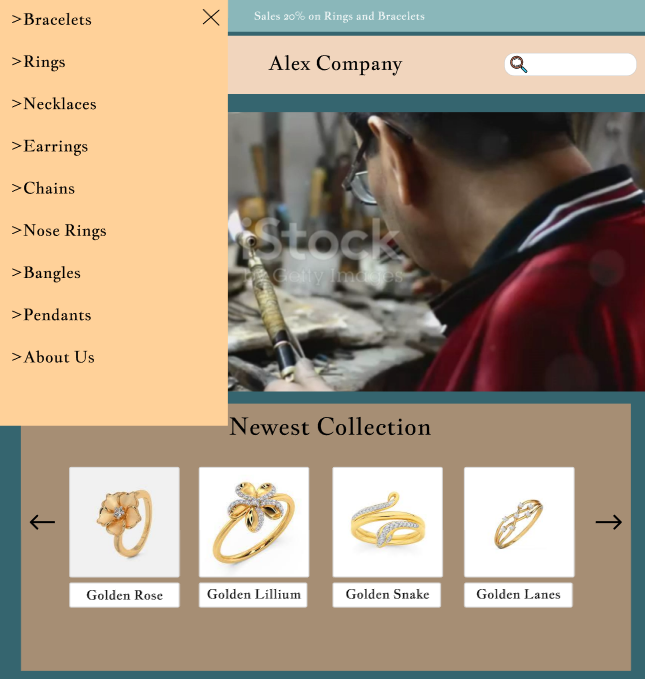 >Bracelets
>Rings
>Necklaces
>Earrings
>Chains
>Nose Rings
>Bangles
>Pendants
>About Us
Sales 20% on Rings and Bracelets
Alex Company
iStock
Getty Images
Newest Collection
Golden Rose
Golden Lillium
Golden Snake
Golden Lanes